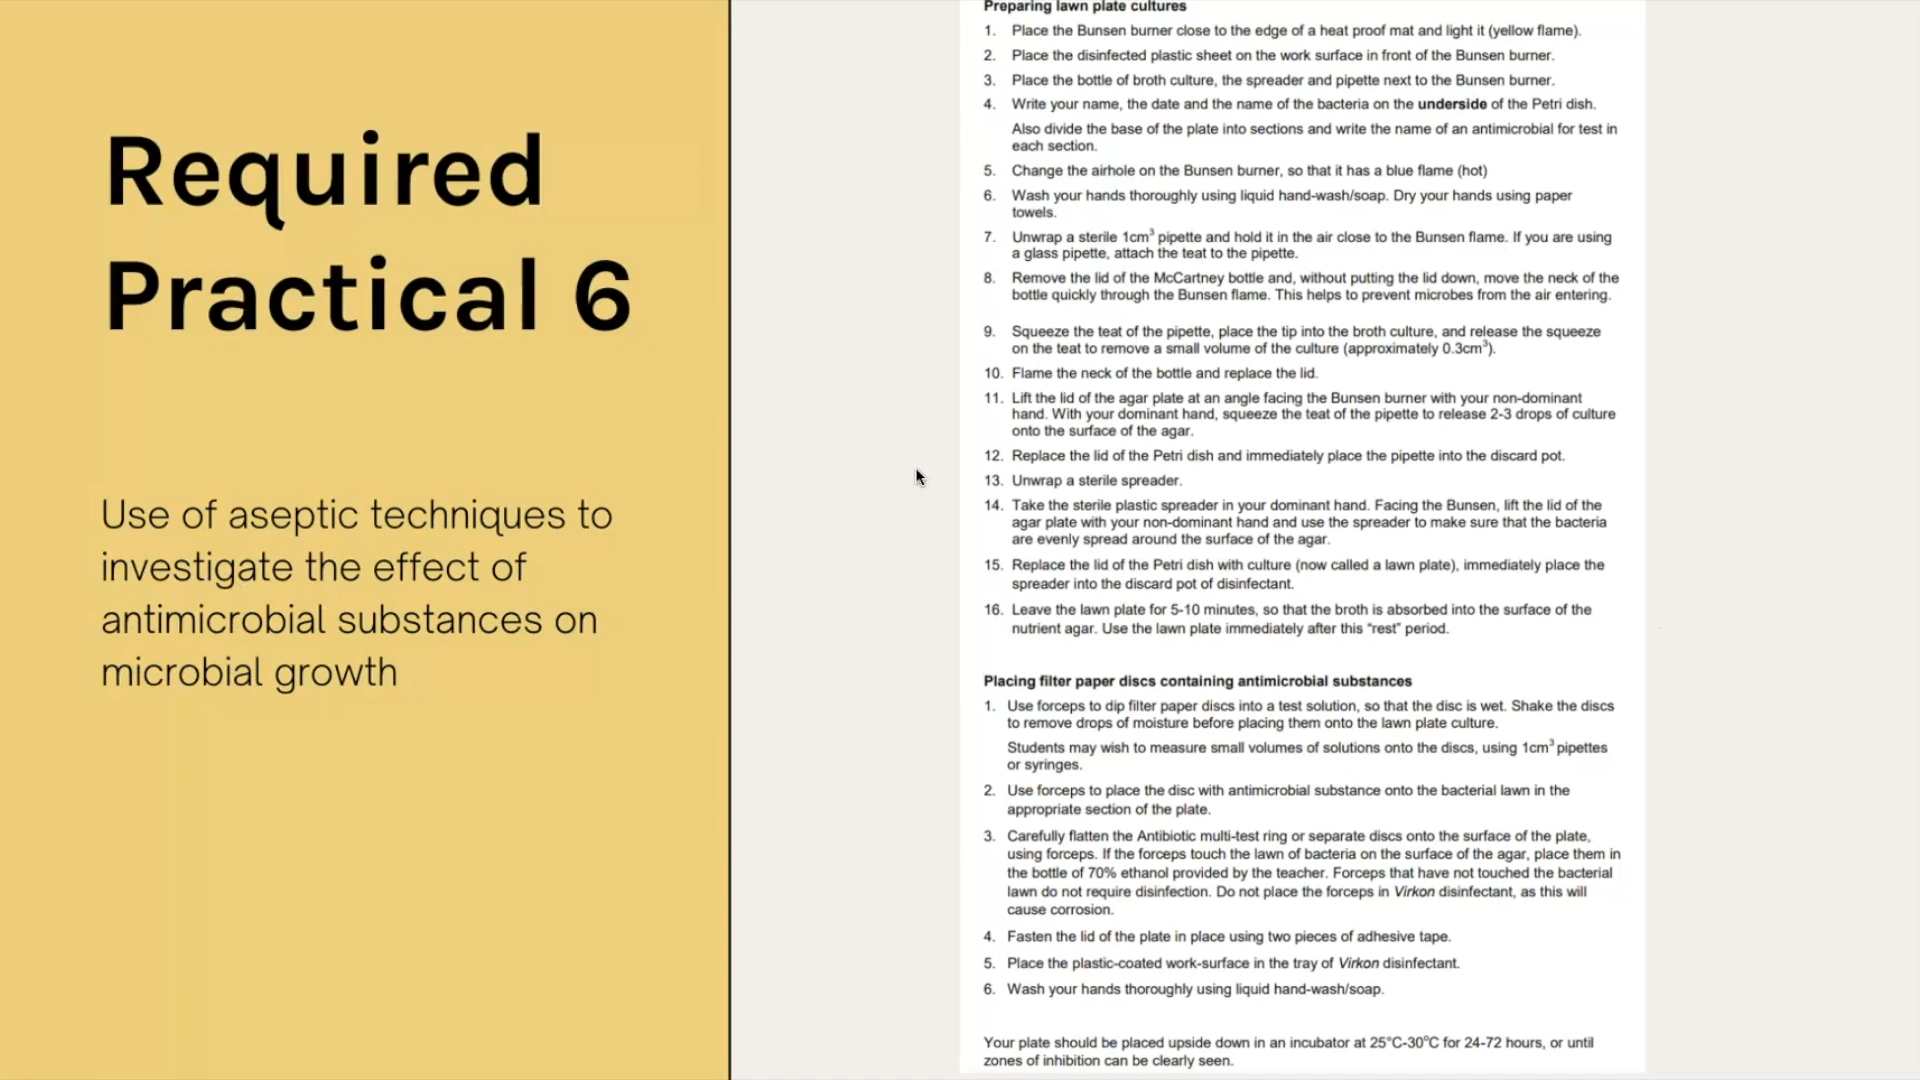 Required
Practical 6
Use of aseptic techniques to
investigate the effect of
antimicrobial substances on
microbial growth
Preparing lawn plate cultures
1. Place the Bunsen burner close to the edge of a heat proof mat and light it (yellow flame).
2. Place the disinfected plastic sheet on the work surface in front of the Bunsen burner.
3. Place the bottle of broth culture, the spreader and pipette next to the Bunsen burner.
4. Write your name, the date and the name of the bacteria on the underside of the Petri dish.
Also divide the base of the plate into sections and write the name of an antimicrobial for test in
each section.
5. Change the airhole on the Bunsen burner, so that it has a blue flame (hot)
6. Wash your hands thoroughly using liquid hand-wash/soap. Dry your hands using paper
towels.
7. Unwrap a sterile 1cm³ pipette and hold it in the air close to the Bunsen flame. If you are using
a glass pipette, attach the teat to the pipette.
8. Remove the lid of the McCartney bottle and, without putting the lid down, move the neck of the
bottle quickly through the Bunsen flame. This helps to prevent microbes from the air entering.
9. Squeeze the teat of the pipette, place the tip into the broth culture, and release the squeeze
on the teat to remove a small volume of the culture (approximately 0.3cm³).
10. Flame the neck of the bottle and replace the lid.
11. Lift the lid of the agar plate at an angle facing the Bunsen burner with your non-dominant
hand. With your dominant hand, squeeze the teat of the pipette to release 2-3 drops of culture
onto the surface of the agar.
12. Replace the lid of the Petri dish and immediately place the pipette into the discard pot.
13. Unwrap a sterile spreader.
14. Take the sterile plastic spreader in your dominant hand. Facing the Bunsen, lift the lid of the
agar plate with your non-dominant hand and use the spreader to make sure that the bacteria
are evenly spread around the surface of the agar.
15. Replace the lid of the Petri dish with culture (now called a lawn plate), immediately place the
spreader into the discard pot of disinfectant.
16. Leave the lawn plate for 5-10 minutes, so that the broth is absorbed into the surface of the
nutrient agar. Use the lawn plate immediately after this “rest” period.
Placing filter paper discs containing antimicrobial substances
1. Use forceps to dip filter paper discs into a test solution, so that the disc is wet. Shake the discs
to remove drops of moisture before placing them onto the lawn plate culture.
Students may wish to measure small volumes of solutions onto the discs, using 1cm³ pipettes
or syringes.
2. Use forceps to place the disc with antimicrobial substance onto the bacterial lawn in the
appropriate section of the plate.
3. Carefully flatten the Antibiotic multi-test ring or separate discs onto the surface of the plate,
using forceps. If the forceps touch the lawn of bacteria on the surface of the agar, place them in
the bottle of 70% ethanol provided by the teacher. Forceps that have not touched the bacterial
lawn do not require disinfection. Do not place the forceps in Virkon disinfectant, as this will
cause corrosion.
4. Fasten the lid of the plate in place using two pieces of adhesive tape.
5. Place the plastic-coated work-surface in the tray of Virkon disinfectant.
6. Wash your hands thoroughly using liquid hand-wash/soap.
Your plate should be placed upside down in an incubator at 25°C-30°C for 24-72 hours, or until
zones of inhibition can be clearly seen.